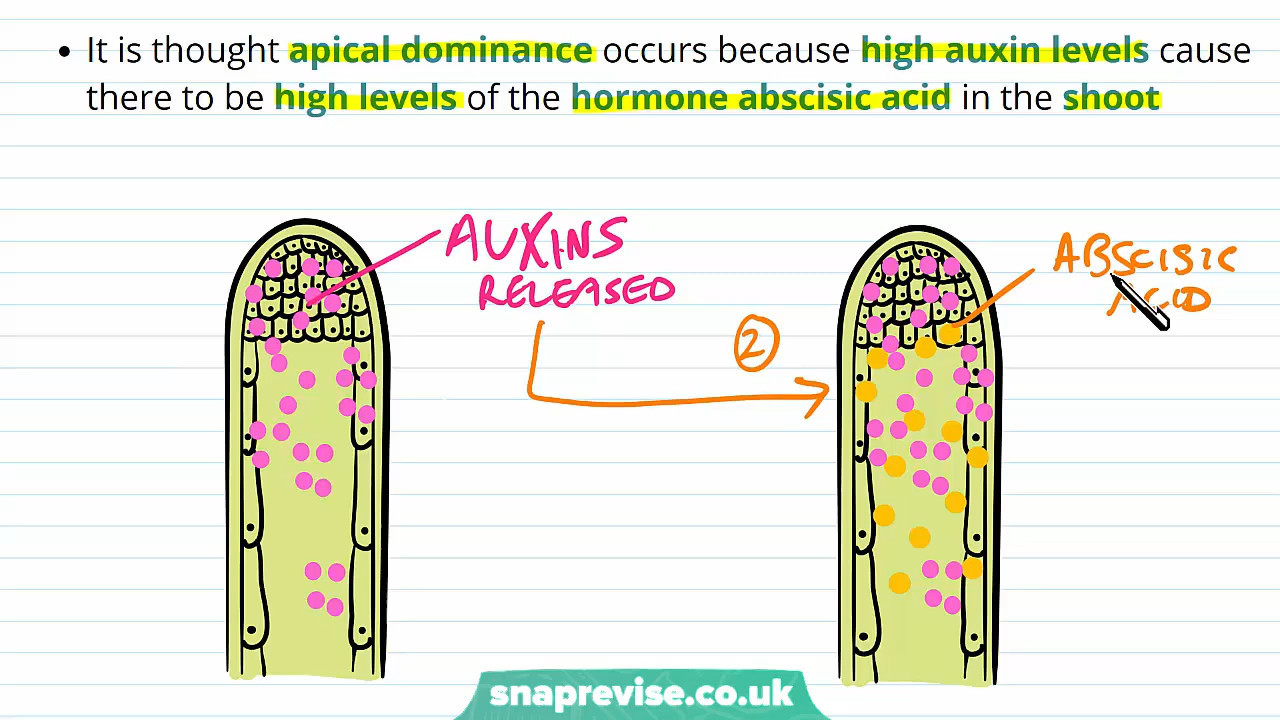 • It is thought apical dominance occurs because high auxin levels cause
there to be high levels of the hormone abscisic acid in the shoot
AUXINS
RELEASED
2
ABSCISIC
ACID
snaprevise.co.uk